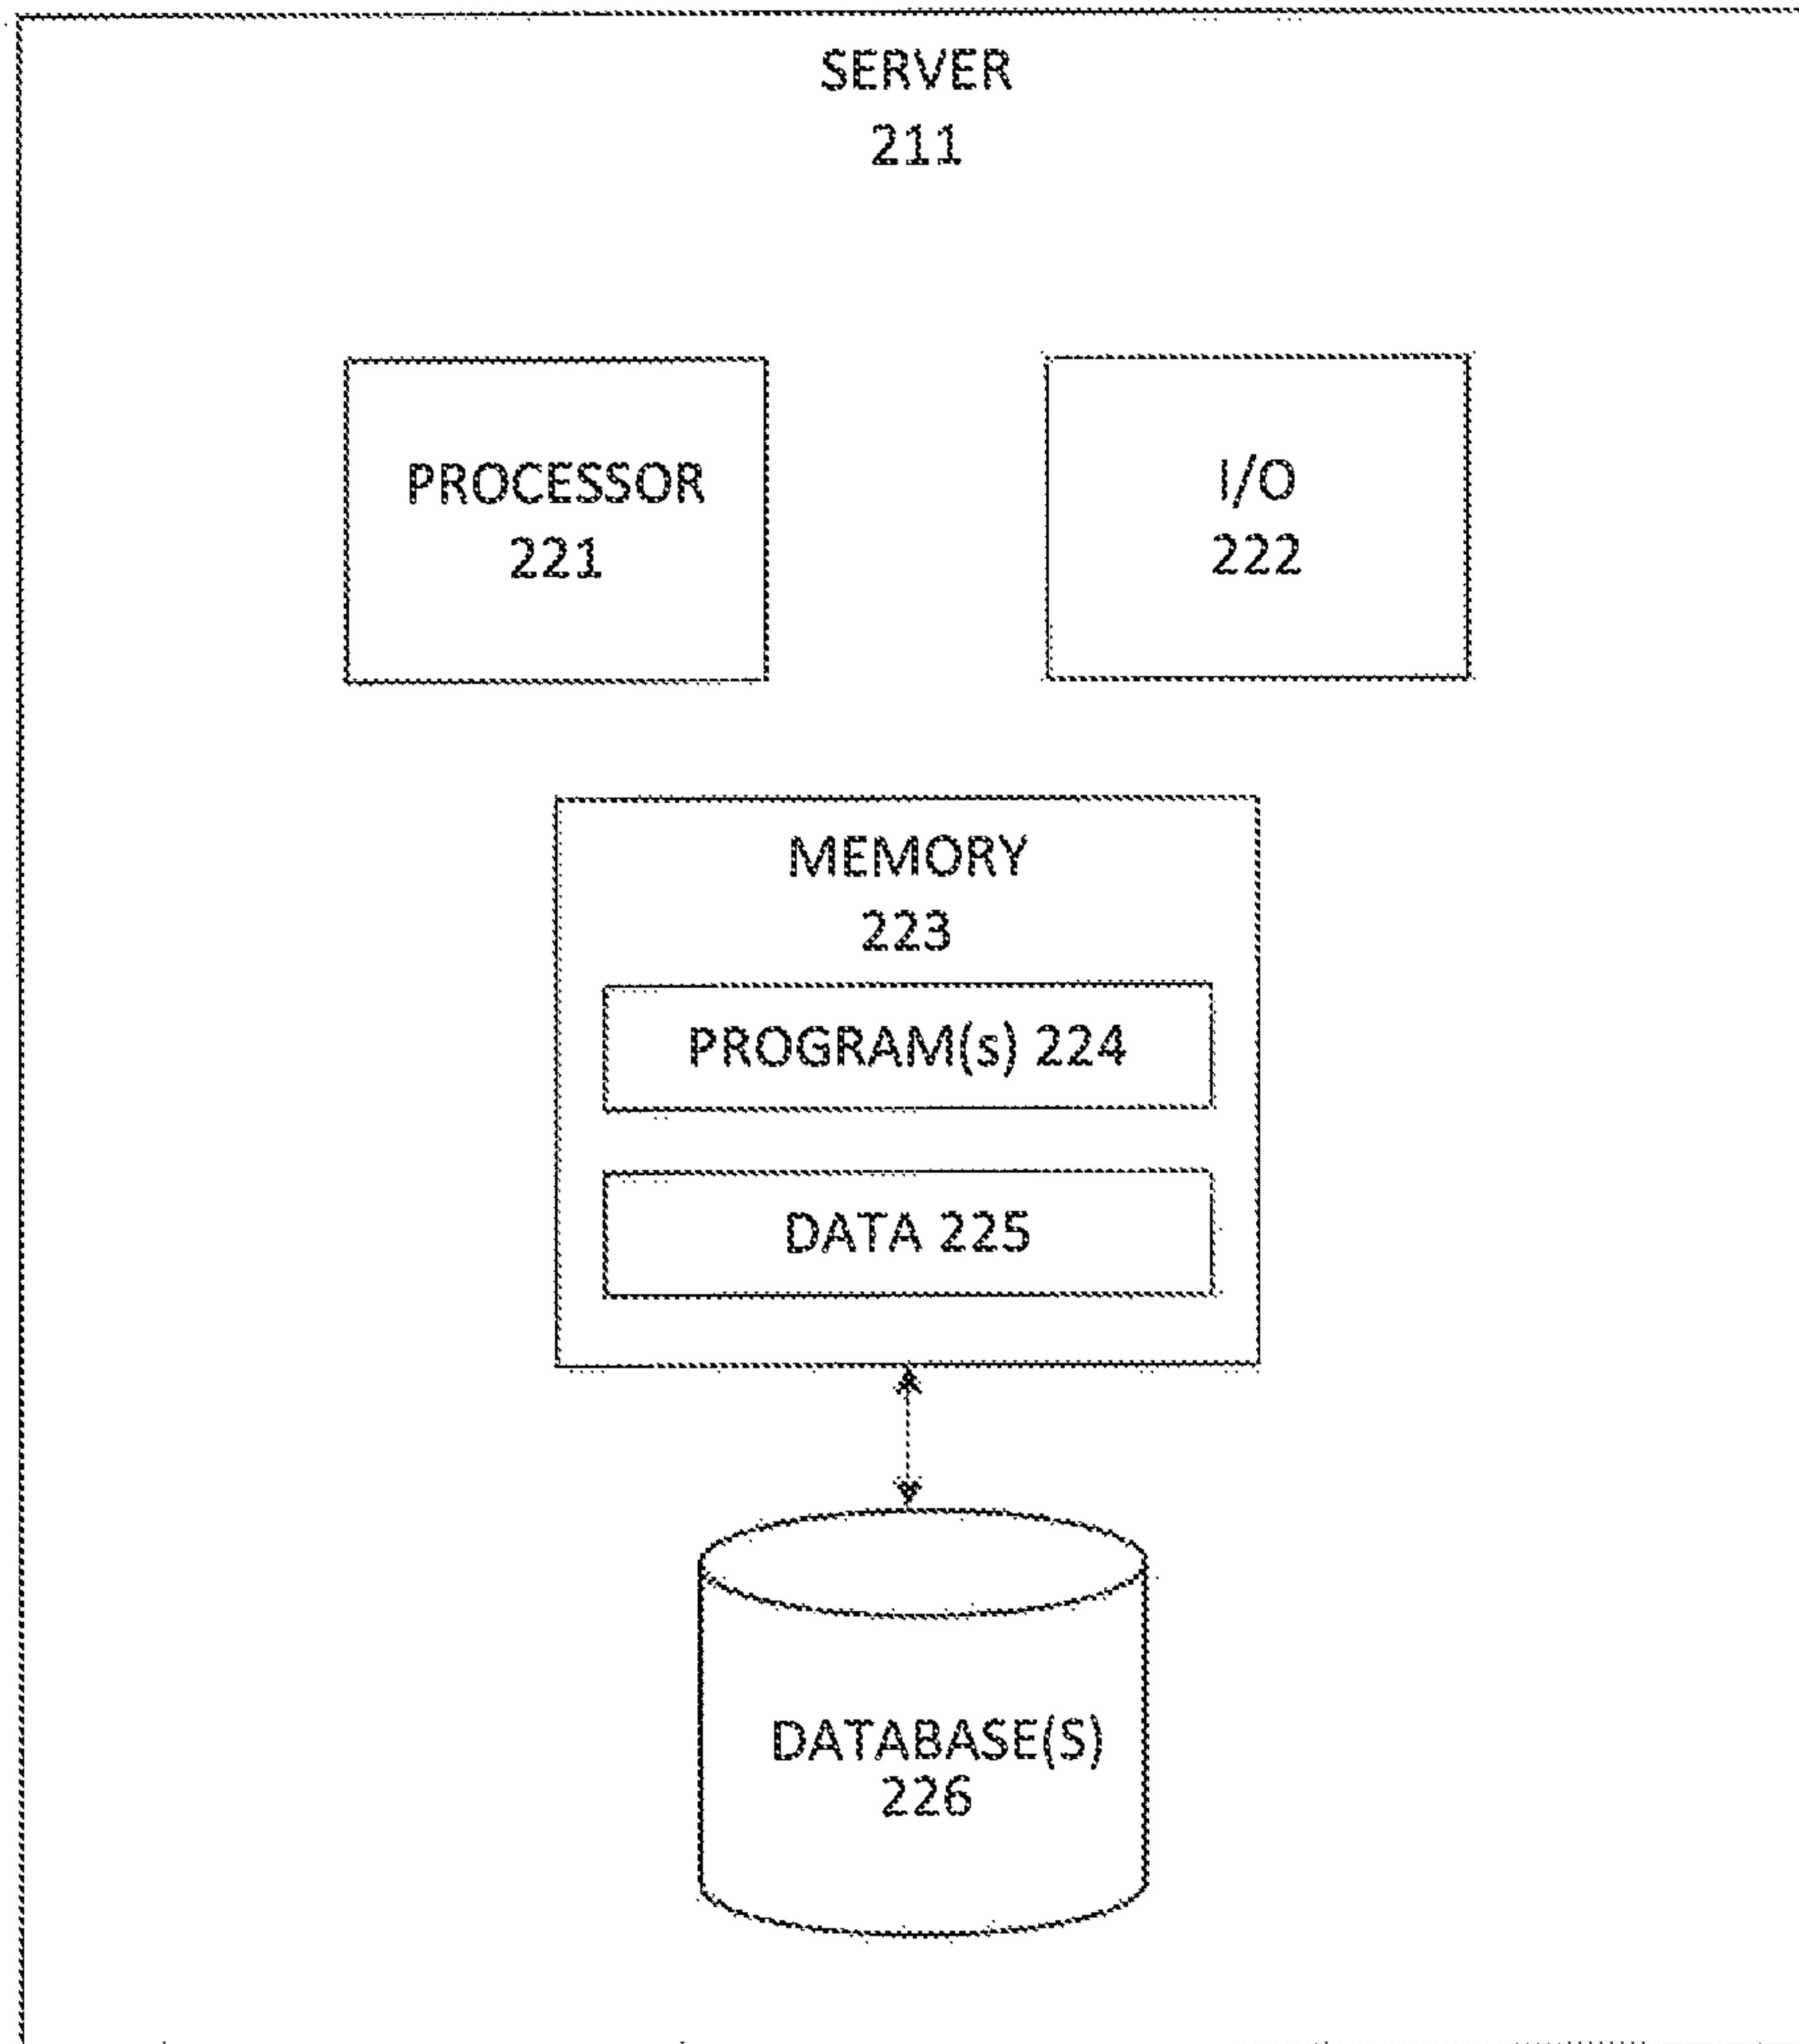 SERVER
211
PROCESSOR
221
I/O
222
MEMORY
223
PROGRAM(s) 224
DATA 225
DATABASE(S)
226